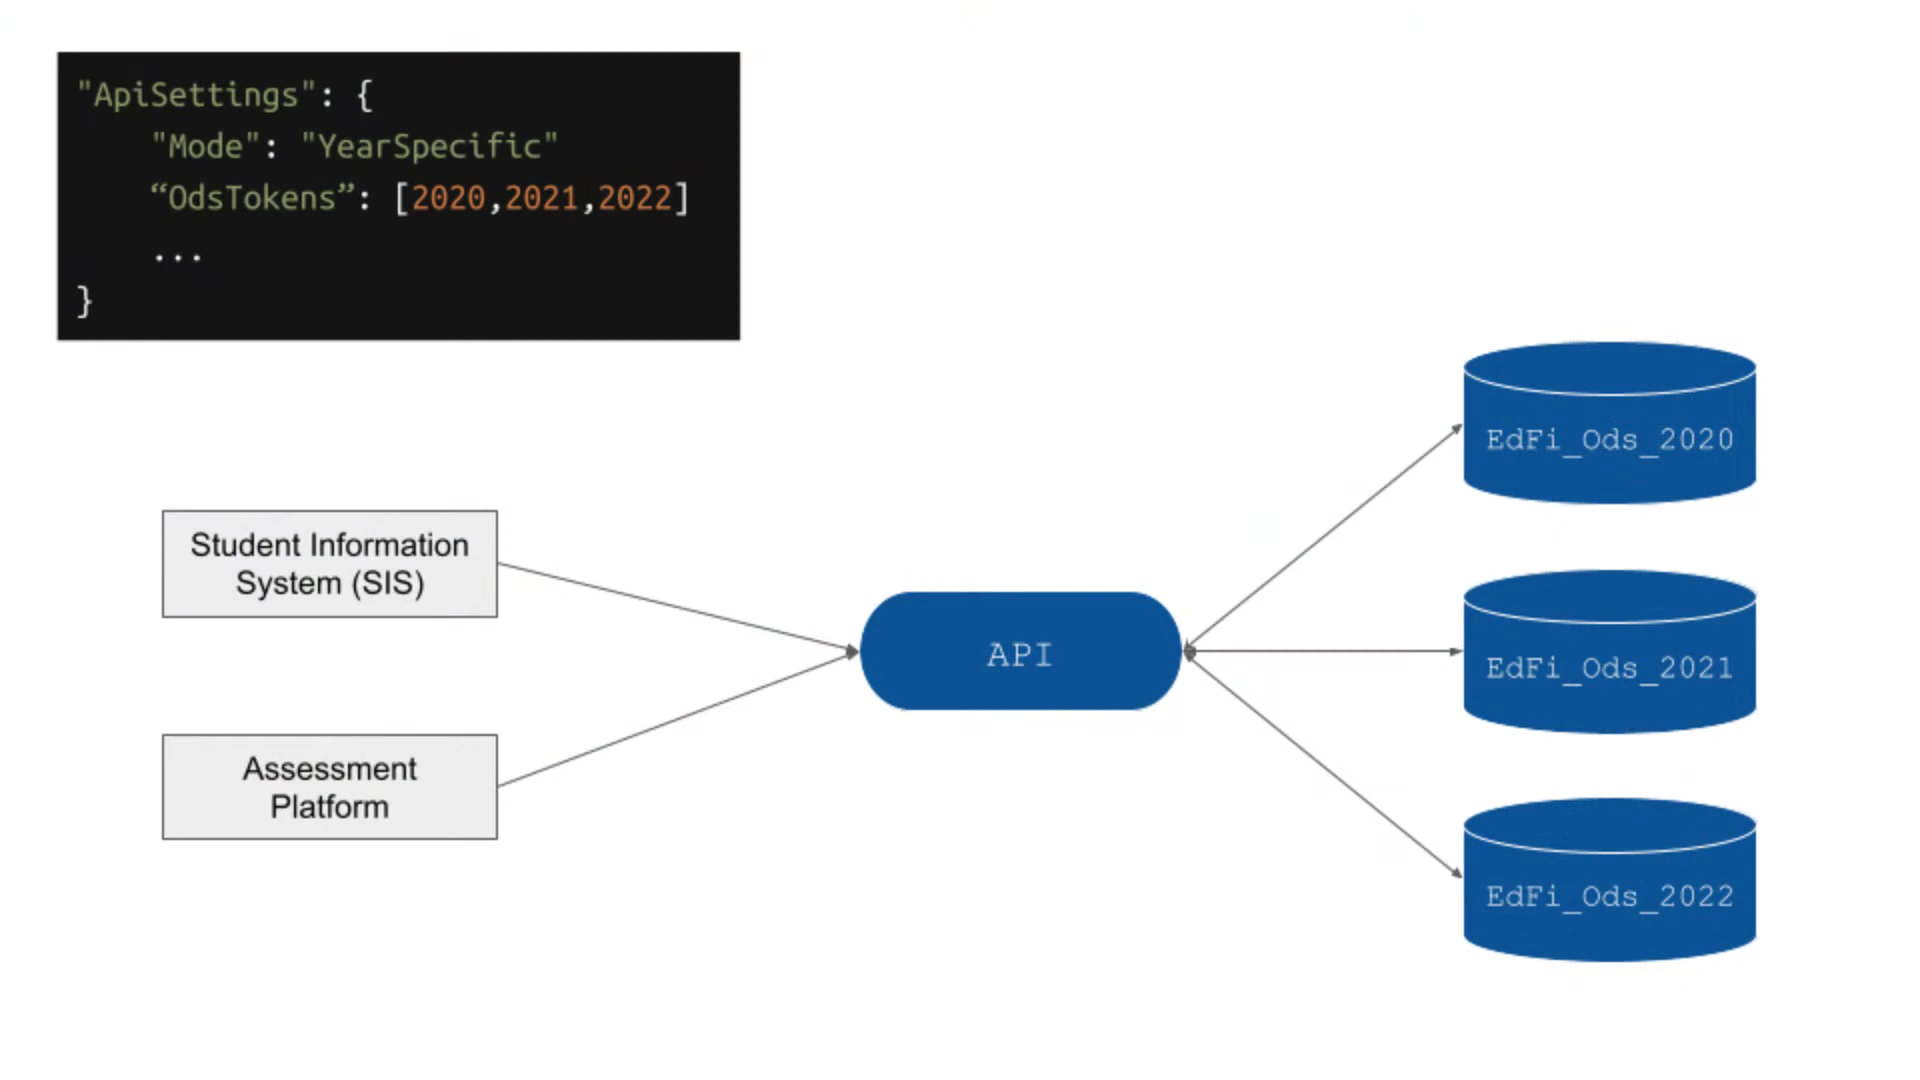 "ApiSettings": {
"Mode": "YearSpecific"
“OdsTokens”: [2020,2021,2022]
...
}
EdFi_Ods_2020
Student Information
System (SIS)
API
EdFi_Ods_2021
Assessment
Platform
EdFi_Ods_2022